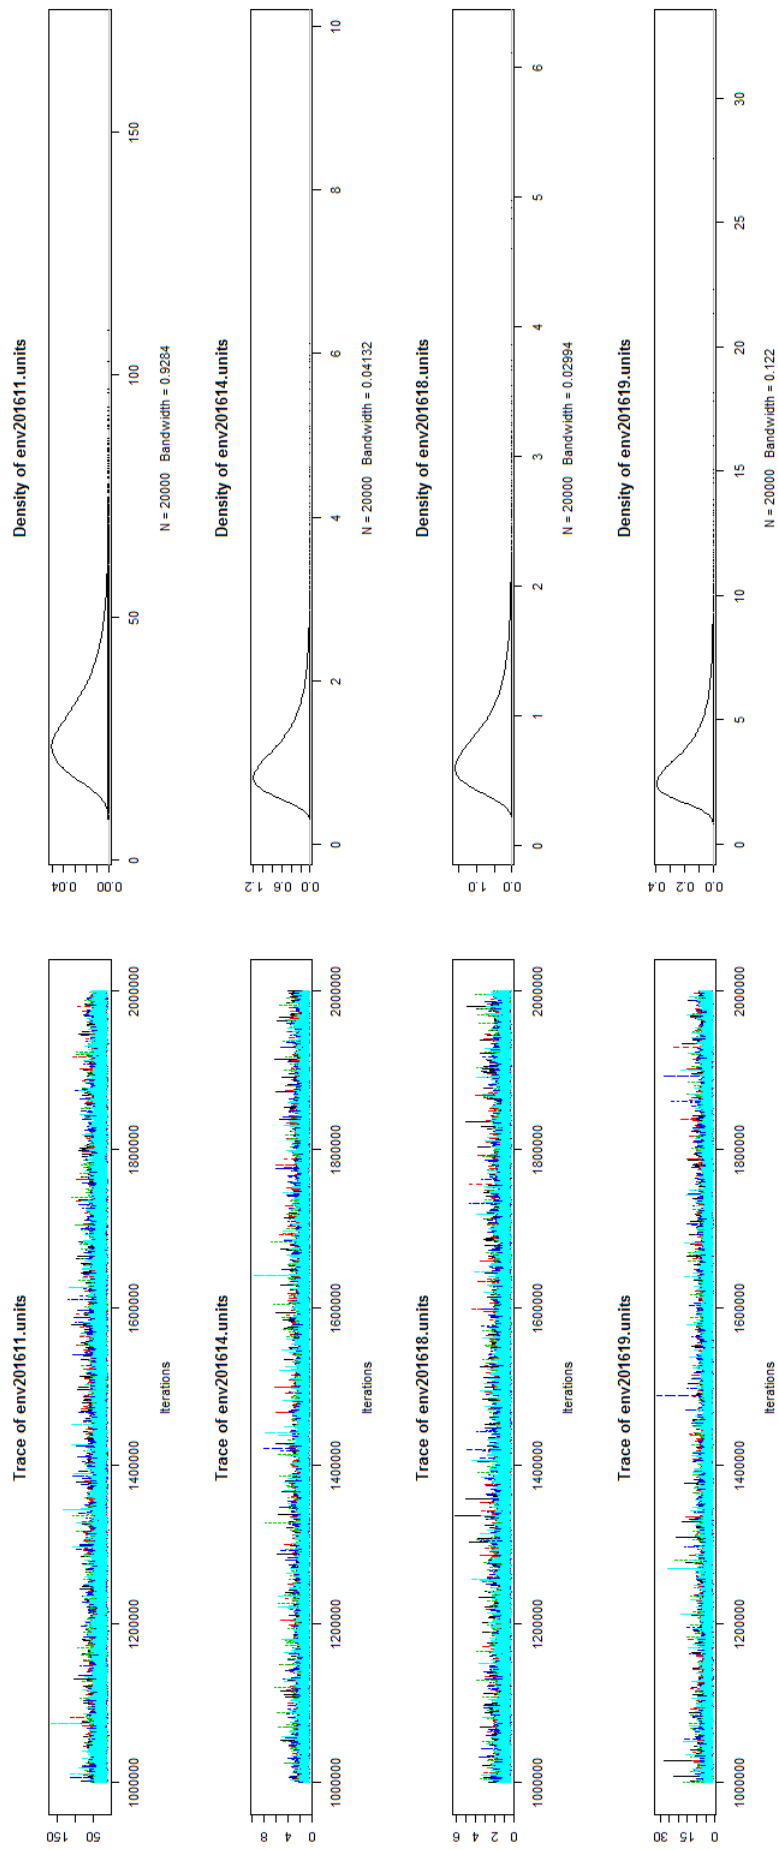 Trace of env201611.units
50 150
1000000 1200000 1400000 1600000 1800000 2000000
Iterations
Density of env201611.units
0.00 0.04
0 50 100 150
N = 20000 Bandwidth = 0.9284
Trace of env201614.units
0 4 8
1000000 1200000 1400000 1600000 1800000 2000000
Iterations
Density of env201614.units
0.0 0.6 1.2
0 2 4 6 8 10
N = 20000 Bandwidth = 0.04132
Trace of env201618.units
0 2 4 6
1000000 1200000 1400000 1600000 1800000 2000000
Iterations
Density of env201618.units
0.0 1.0
0 1 2 3 4 5 6
N = 20000 Bandwidth = 0.02994
Trace of env201619.units
0 15 30
1000000 1200000 1400000 1600000 1800000 2000000
Iterations
Density of env201619.units
0.0 0.2 0.4
0 5 10 15 20 25 30
N = 20000 Bandwidth = 0.122